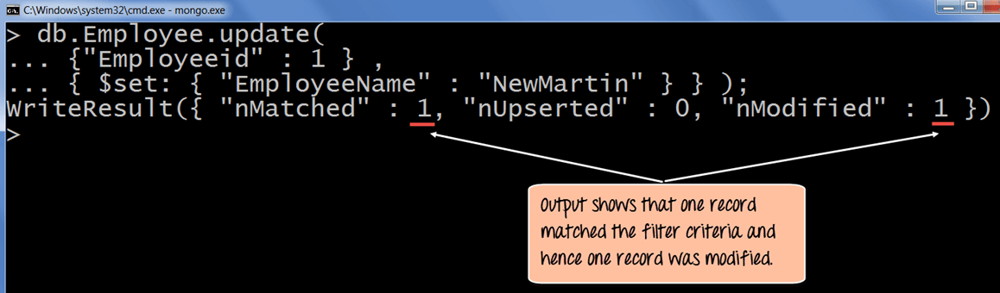 C:\Windows\system32\cmd.exe - mongo.exe
> db.Employee.update(
... {"Employeeid" : 1 } ,
... { $set: { "EmployeeName" : "NewMartin" } } );
WriteResult({ "nMatched" : 1, "nUpserted" : 0, "nModified" : 1 })
>
Output shows that one record
matched the filter criteria and
hence one record was modified.